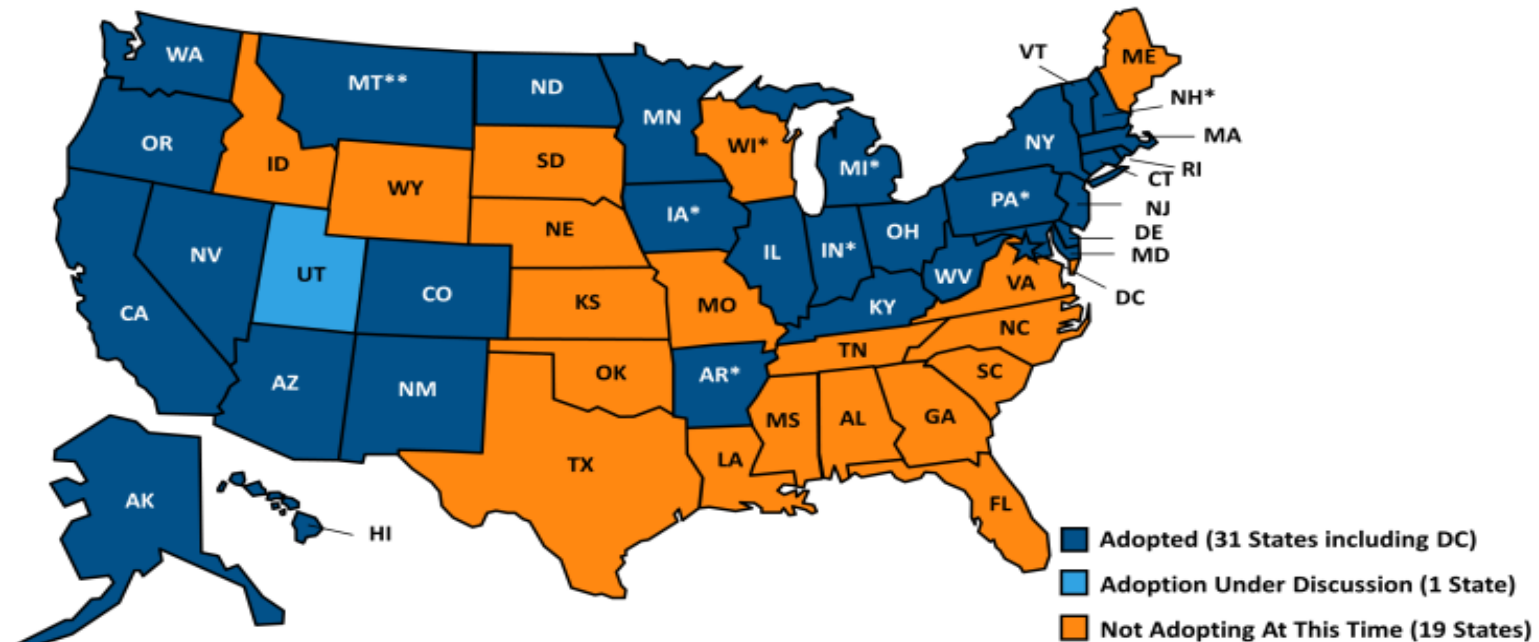 VT
ME
WA
MT**
ND
MN
NH*
OR
ID
SD
WI*
NY
MA
WY
MI*
RI
CT
IA*
PA*
NJ
NE
OH
DE
NV
IL
IN*
MD
UT
CO
WV
VA
DC
CA
KS
MO
KY
NC
TN
AZ
NM
OK
AR*
SC
MS
AL
GA
TX
LA
AK
FL
HI
Adopted (31 States including DC)
Adoption Under Discussion (1 State)
Not Adopting At This Time (19 States)